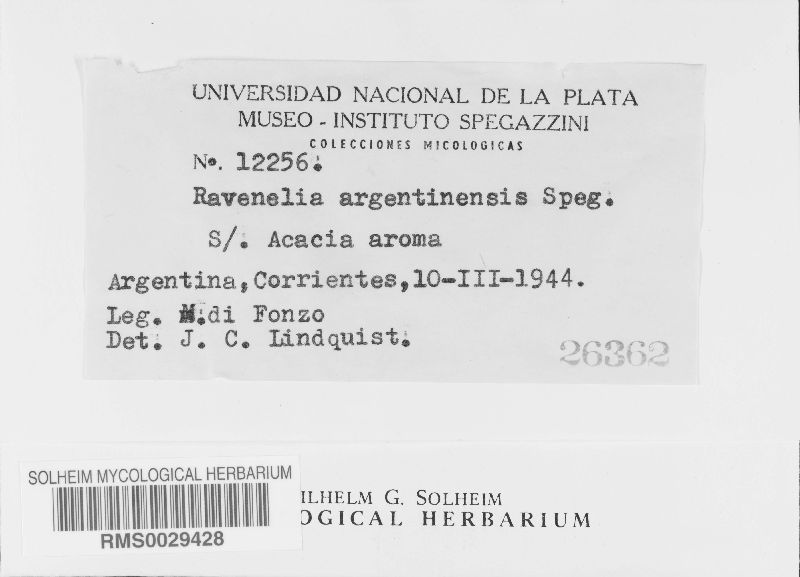 UNIVERSIDAD NACIONAL DE LA PLATA
MUSEO - INSTITUTO SPEGAZZINI
COLECCIONES MICOLOGICAS
No. 12256.
Ravenelia argentinensis Speg.
S/. Acacia aroma
Argentina, Corrientes, 10-III-1944.
Leg. M. di Fonzo
Det. J. C. Lindquist.
26362
SOLHEIM MYCOLOGICAL HERBARIUM
RMS0029428
ILHELM G. SOLHEIM
OGICAL HERBARIUM